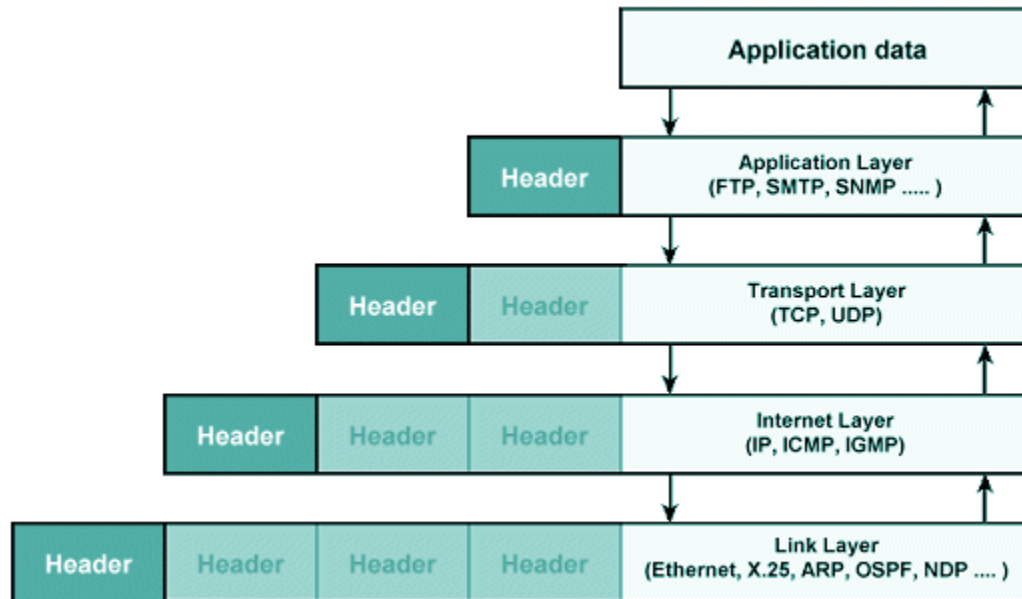 Application data
Header
Application Layer
(FTP, SMTP, SNMP ..... )
Header Header
Transport Layer
(TCP, UDP)
Header Header Header
Internet Layer
(IP, ICMP, IGMP)
Header Header Header Header
Link Layer
(Ethernet, X.25, ARP, OSPF, NDP .... )